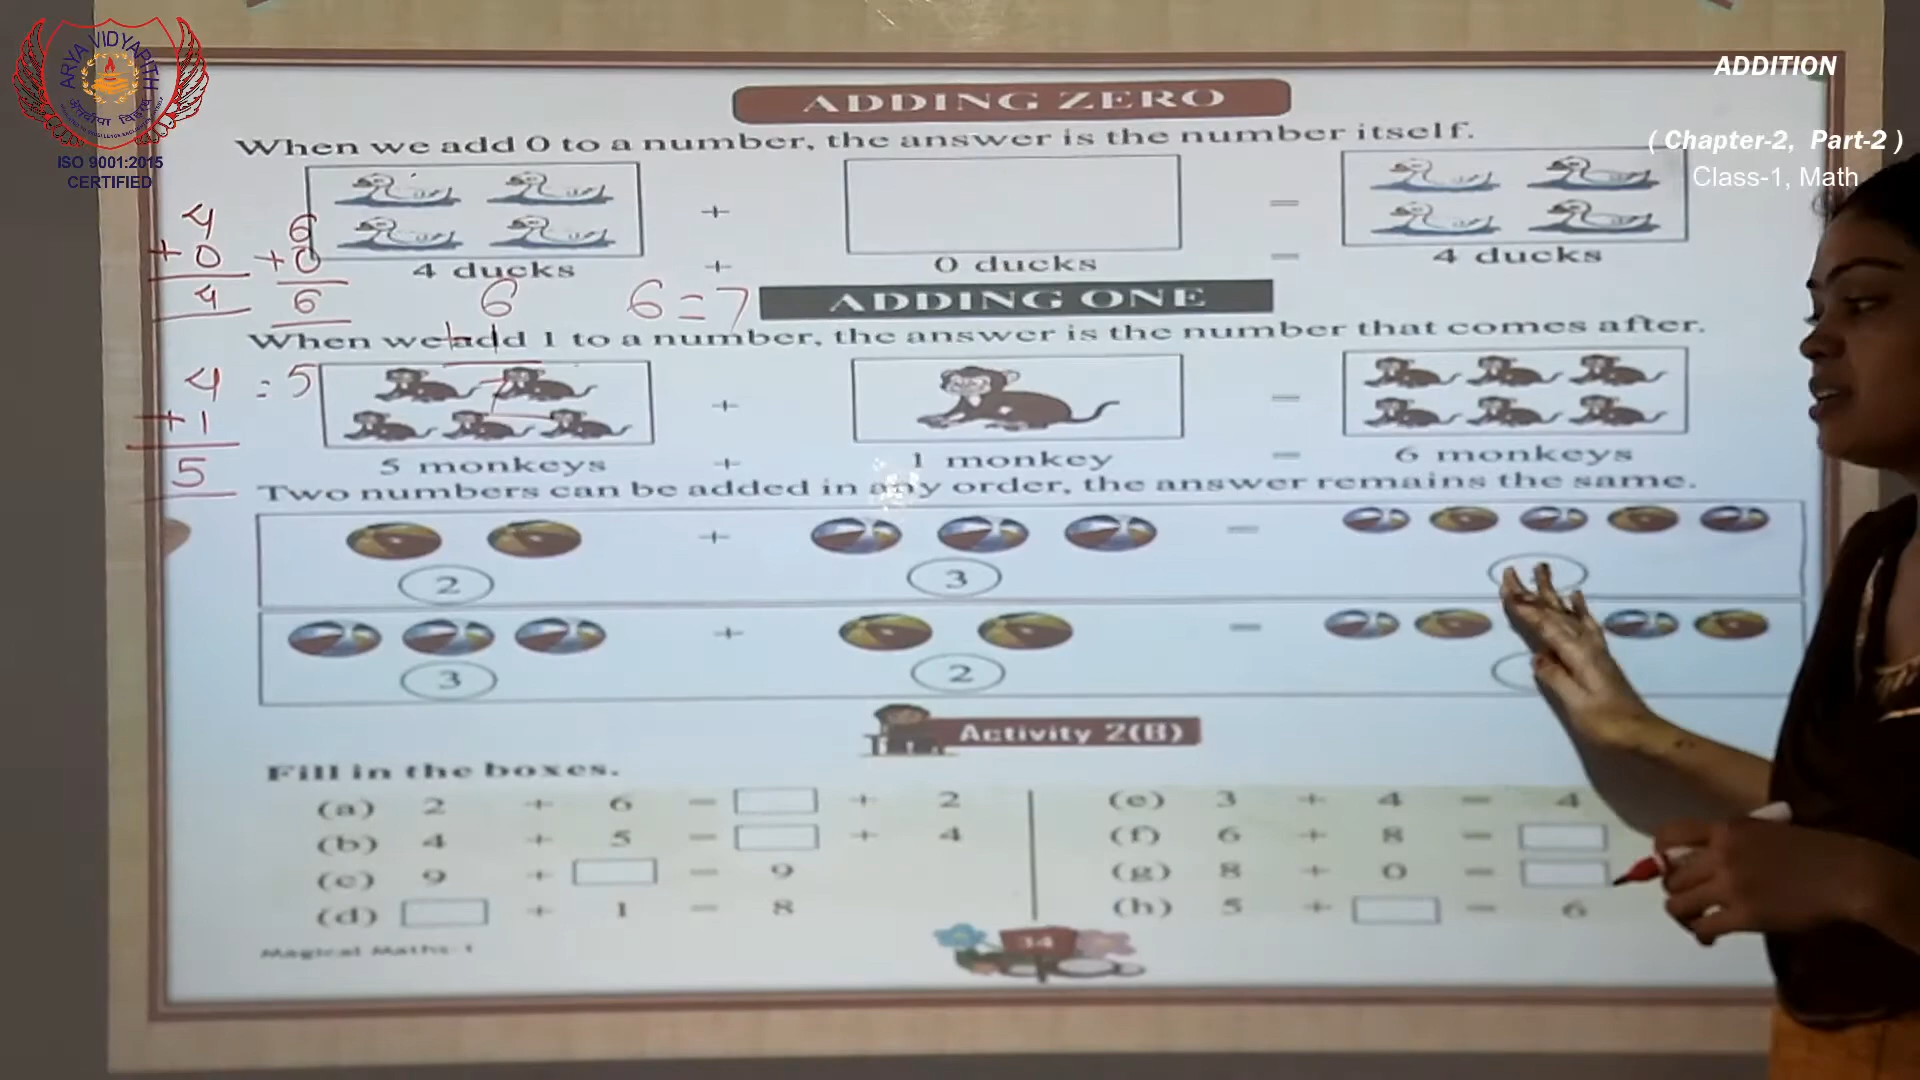 ARYA VIDYAPITH
ISO 9001:2015
CERTIFIED
ADDITION
( Chapter-2, Part-2 )
Class-1, Math
ADDING ZERO
When we add 0 to a number, the answer is the number itself.
+ =
4 ducks + 0 ducks = 4 ducks
4
+ 0
4
6
+ 0
6
6
+ 1
7
6 = 7
ADDING ONE
When we add 1 to a number, the answer is the number that comes after.
4 = 5
+ 1
5
+ =
5 monkeys + 1 monkey = 6 monkeys
Two numbers can be added in any order, the answer remains the same.
+ =
2 3
+ =
3 2
Activity 2(B)
Fill in the boxes.
(a) 2 + 6 = + 2
(b) 4 + 5 = + 4
(c) 9 + = 9
(d) + 1 = 8
(e) 3 + 4 = 4
(f) 6 + 8 =
(g) 8 + 0 =
(h) 5 + = 6
Magical Maths-1
34